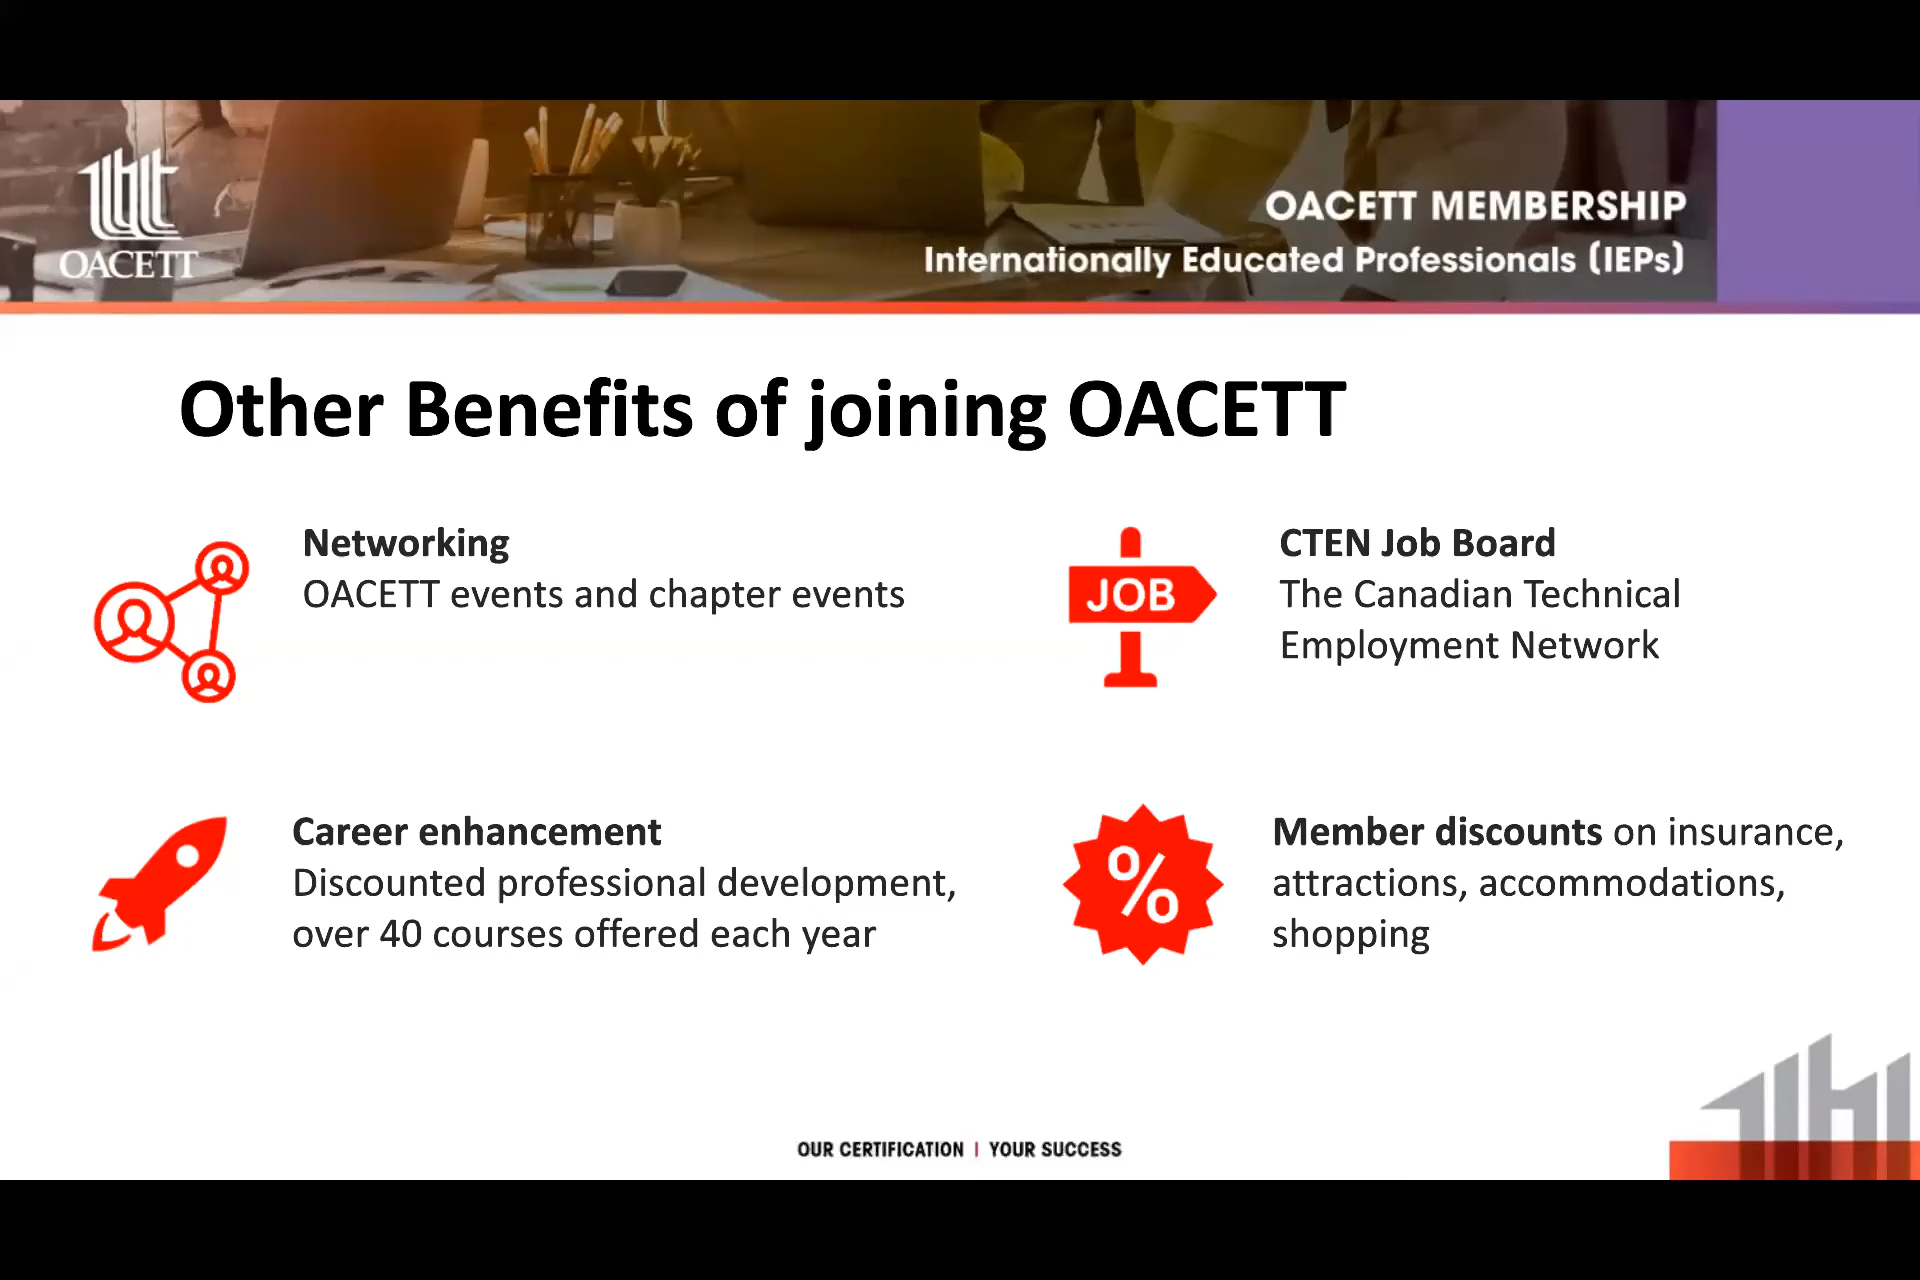 OACETT
OACETT MEMBERSHIP
Internationally Educated Professionals (IEPs)
Other Benefits of joining OACETT
Networking
OACETT events and chapter events
JOB
CTEN Job Board
The Canadian Technical
Employment Network
Career enhancement
Discounted professional development,
over 40 courses offered each year
%
Member discounts on insurance,
attractions, accommodations,
shopping
OUR CERTIFICATION | YOUR SUCCESS